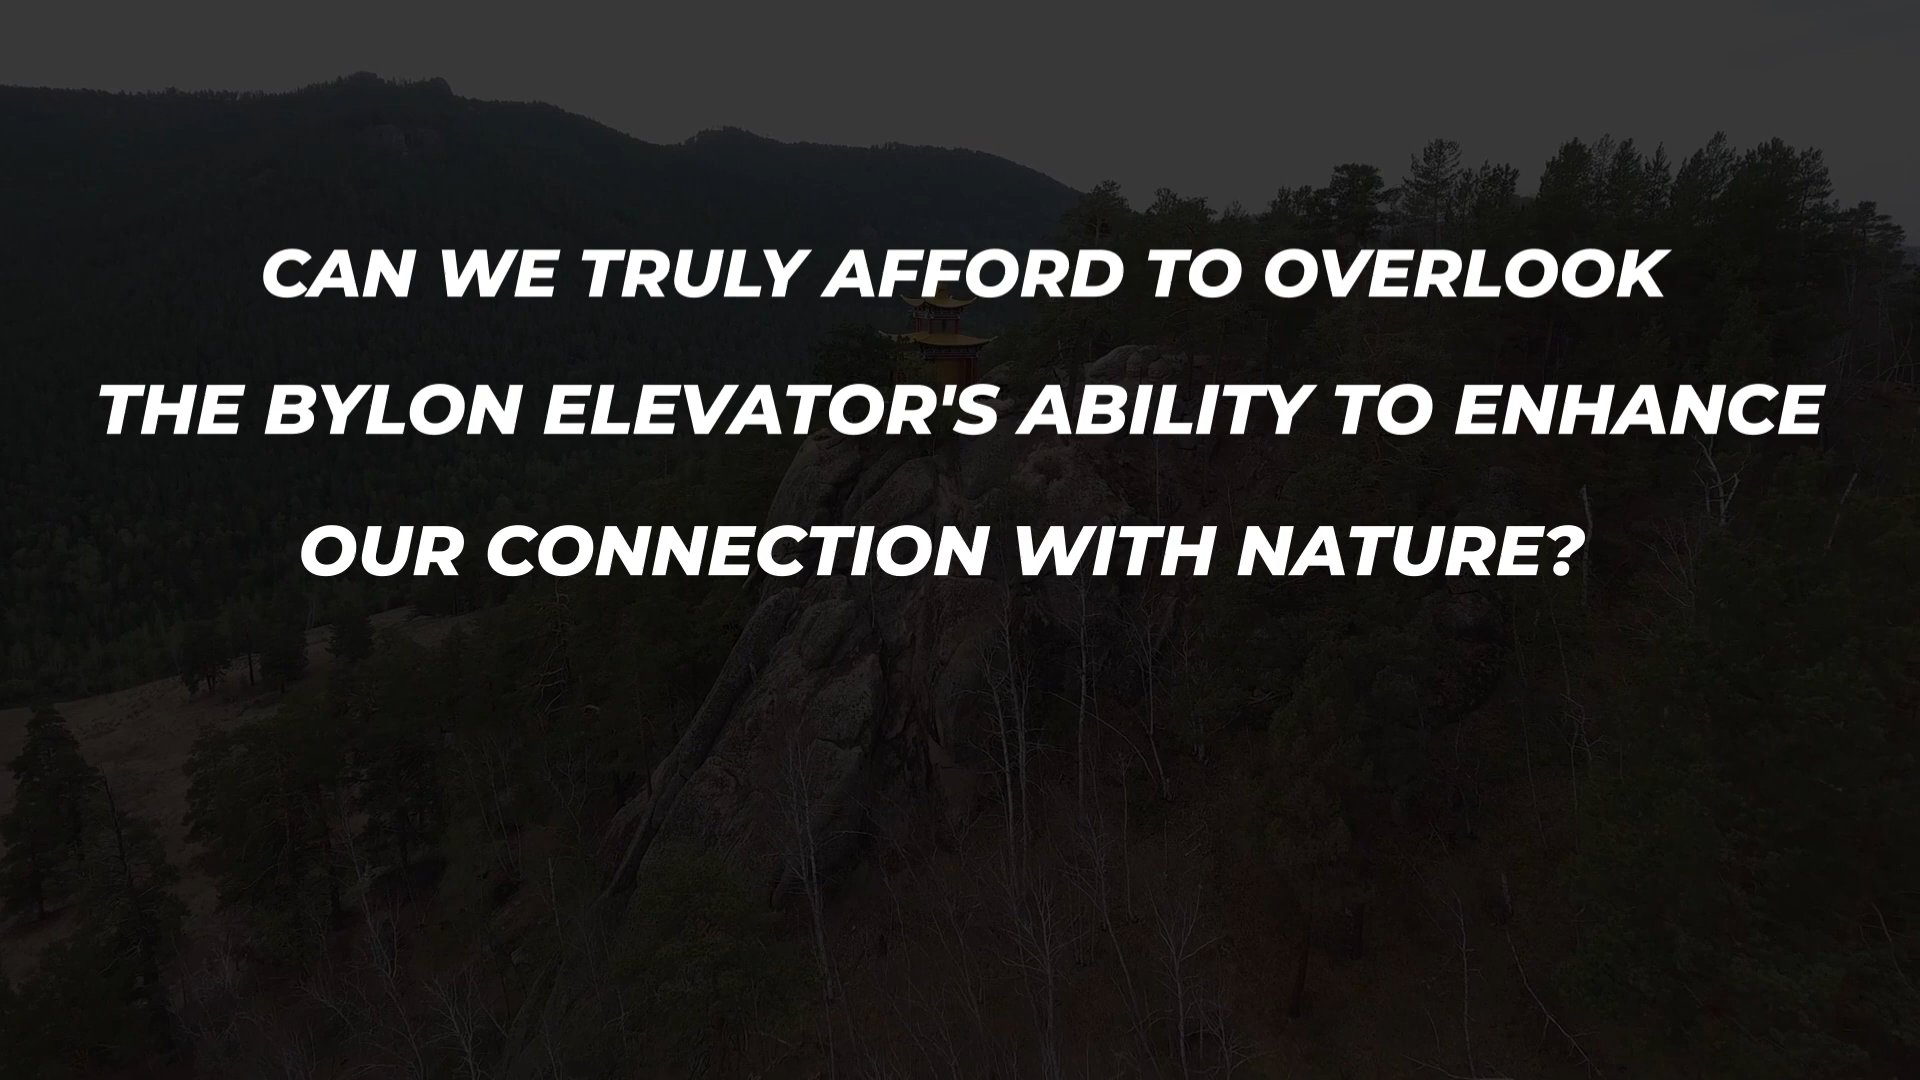 CAN WE TRULY AFFORD TO OVERLOOK
THE BYLON ELEVATOR'S ABILITY TO ENHANCE
OUR CONNECTION WITH NATURE?